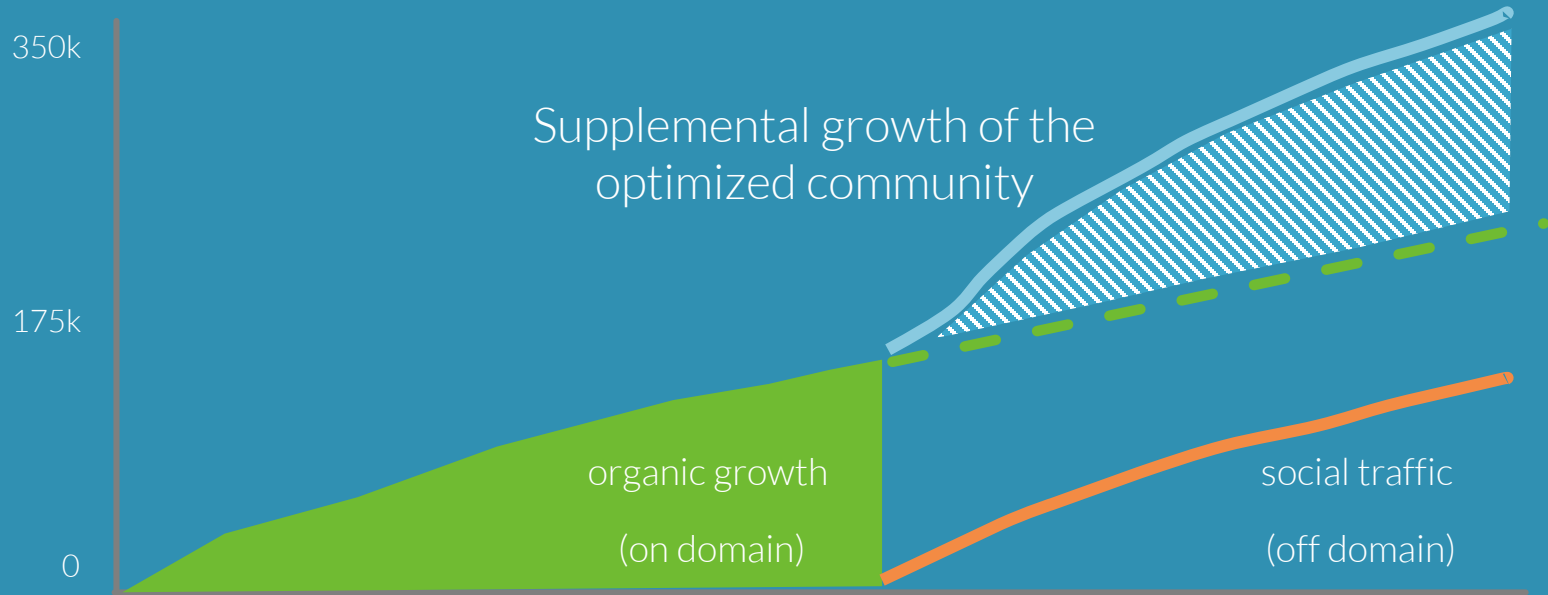 350k
Supplemental growth of the
optimized community
175k
organic growth
(on domain)
social traffic
(off domain)
0